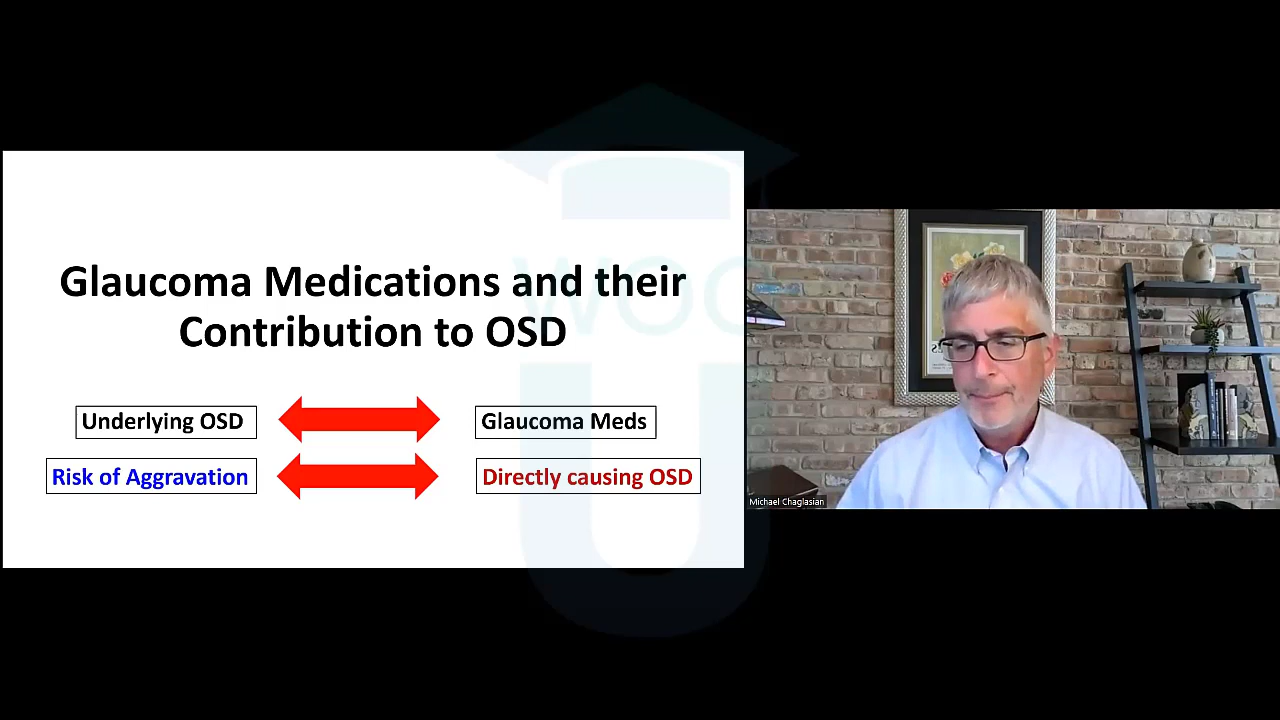 Glaucoma Medications and their
Contribution to OSD
Underlying OSD
Glaucoma Meds
Risk of Aggravation
Directly causing OSD
WOO
U
Michael Chaglasian